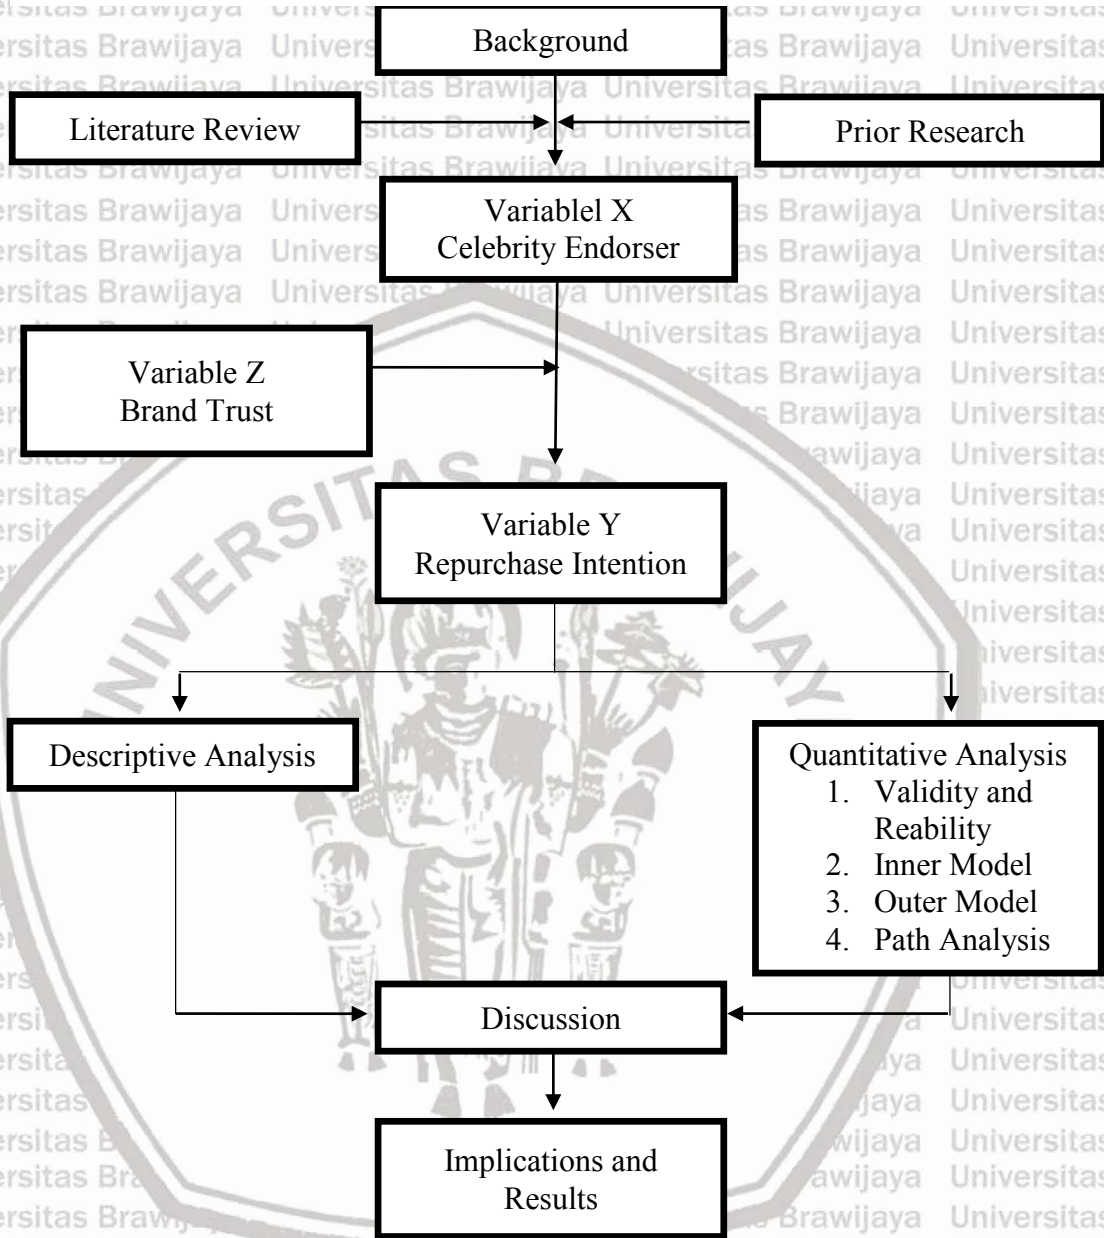 Background
Literature Review
Prior Research
Variablel X
Celebrity Endorser
Variable Z
Brand Trust
Variable Y
Repurchase Intention
Descriptive Analysis
Quantitative Analysis
1. Validity and
Reability
2. Inner Model
3. Outer Model
4. Path Analysis
Discussion
Implications and
Results